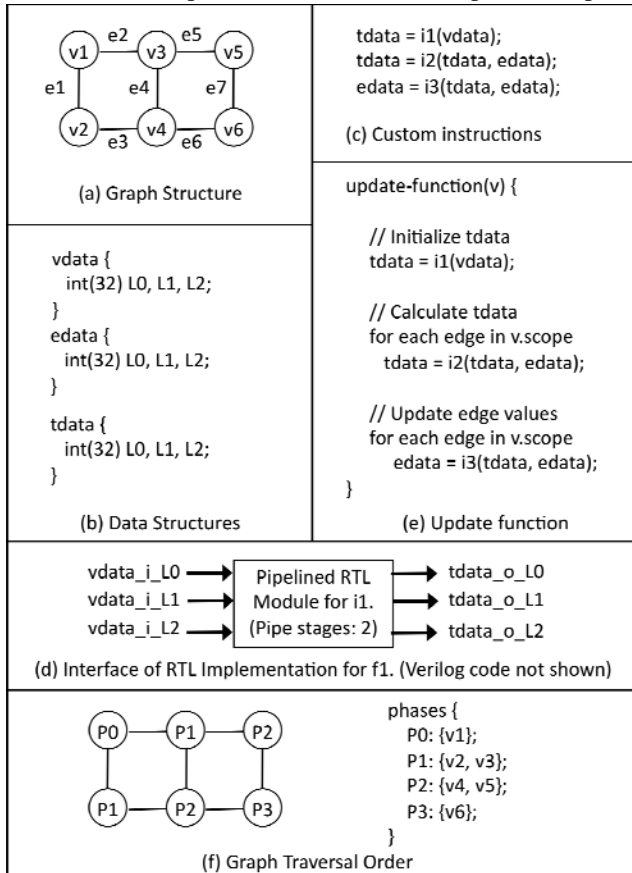 v1 e2 v3 e5 v5
e1 e4 e7
v2 e3 v4 e6 v6
(a) Graph Structure
vdata {
int(32) L0, L1, L2;
}
edata {
int(32) L0, L1, L2;
}
tdata {
int(32) L0, L1, L2;
}
(b) Data Structures
tdata = i1(vdata);
tdata = i2(tdata, edata);
edata = i3(tdata, edata);
(c) Custom instructions
update-function(v) {
// Initialize tdata
tdata = i1(vdata);
// Calculate tdata
for each edge in v.scope
tdata = i2(tdata, edata);
// Update edge values
for each edge in v.scope
edata = i3(tdata, edata);
}
(e) Update function
vdata_i_L0
vdata_i_L1
vdata_i_L2
Pipelined RTL
Module for i1.
(Pipe stages: 2)
tdata_o_L0
tdata_o_L1
tdata_o_L2
(d) Interface of RTL Implementation for f1. (Verilog code not shown)
P0 P1 P2
P1 P2 P3
phases {
P0: {v1};
P1: {v2, v3};
P2: {v4, v5};
P3: {v6};
}
(f) Graph Traversal Order